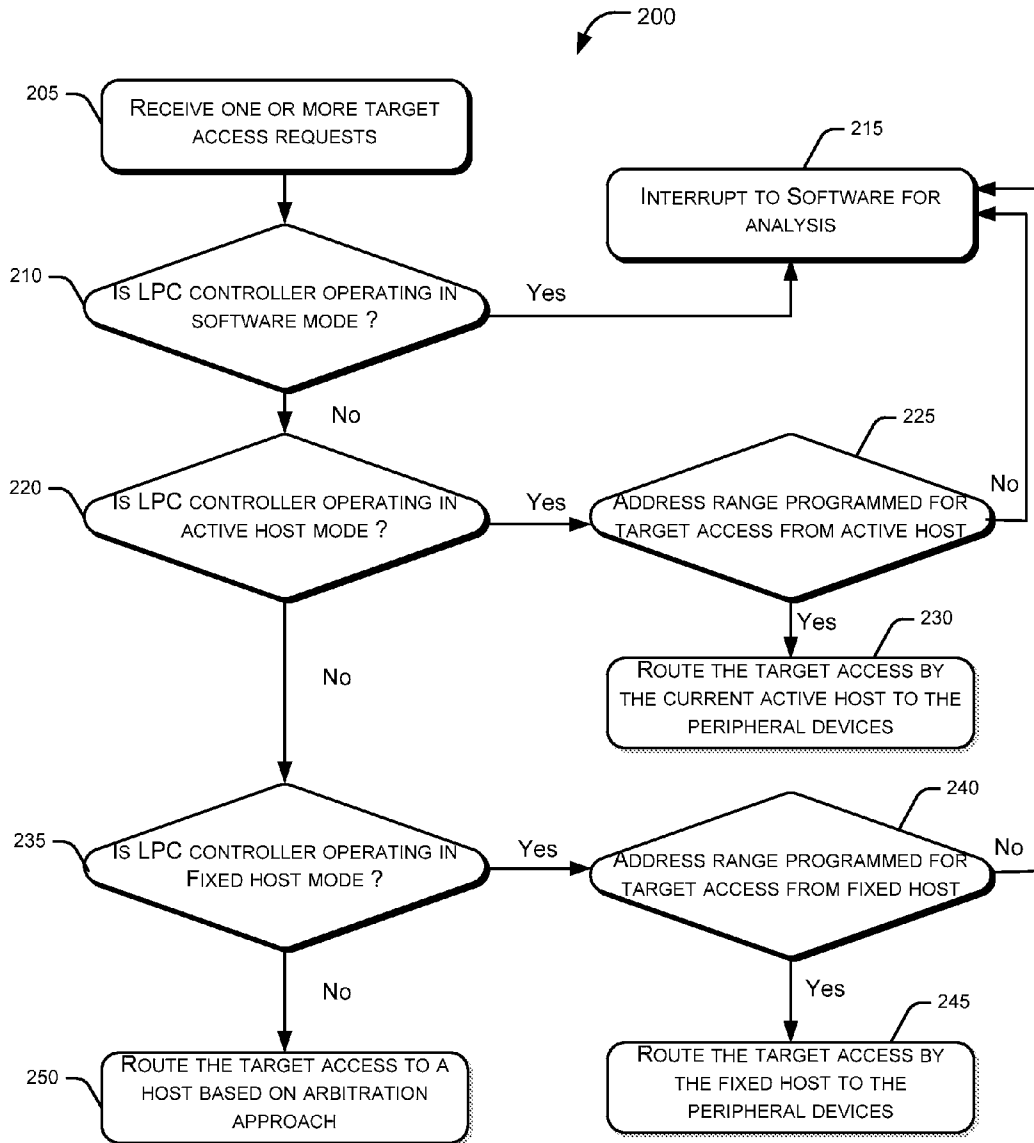 200
205
RECEIVE ONE OR MORE TARGET
ACCESS REQUESTS
215
INTERRUPT TO SOFTWARE FOR
ANALYSIS
210
IS LPC CONTROLLER OPERATING IN
SOFTWARE MODE ?
Yes
No
220
IS LPC CONTROLLER OPERATING IN
ACTIVE HOST MODE ?
Yes
225
ADDRESS RANGE PROGRAMMED FOR
TARGET ACCESS FROM ACTIVE HOST
No
Yes
230
ROUTE THE TARGET ACCESS BY
THE CURRENT ACTIVE HOST TO THE
PERIPHERAL DEVICES
No
235
IS LPC CONTROLLER OPERATING IN
FIXED HOST MODE ?
Yes
240
ADDRESS RANGE PROGRAMMED FOR
TARGET ACCESS FROM FIXED HOST
No
Yes
245
ROUTE THE TARGET ACCESS BY
THE FIXED HOST TO THE
PERIPHERAL DEVICES
No
250
ROUTE THE TARGET ACCESS TO A
HOST BASED ON ARBITRATION
APPROACH